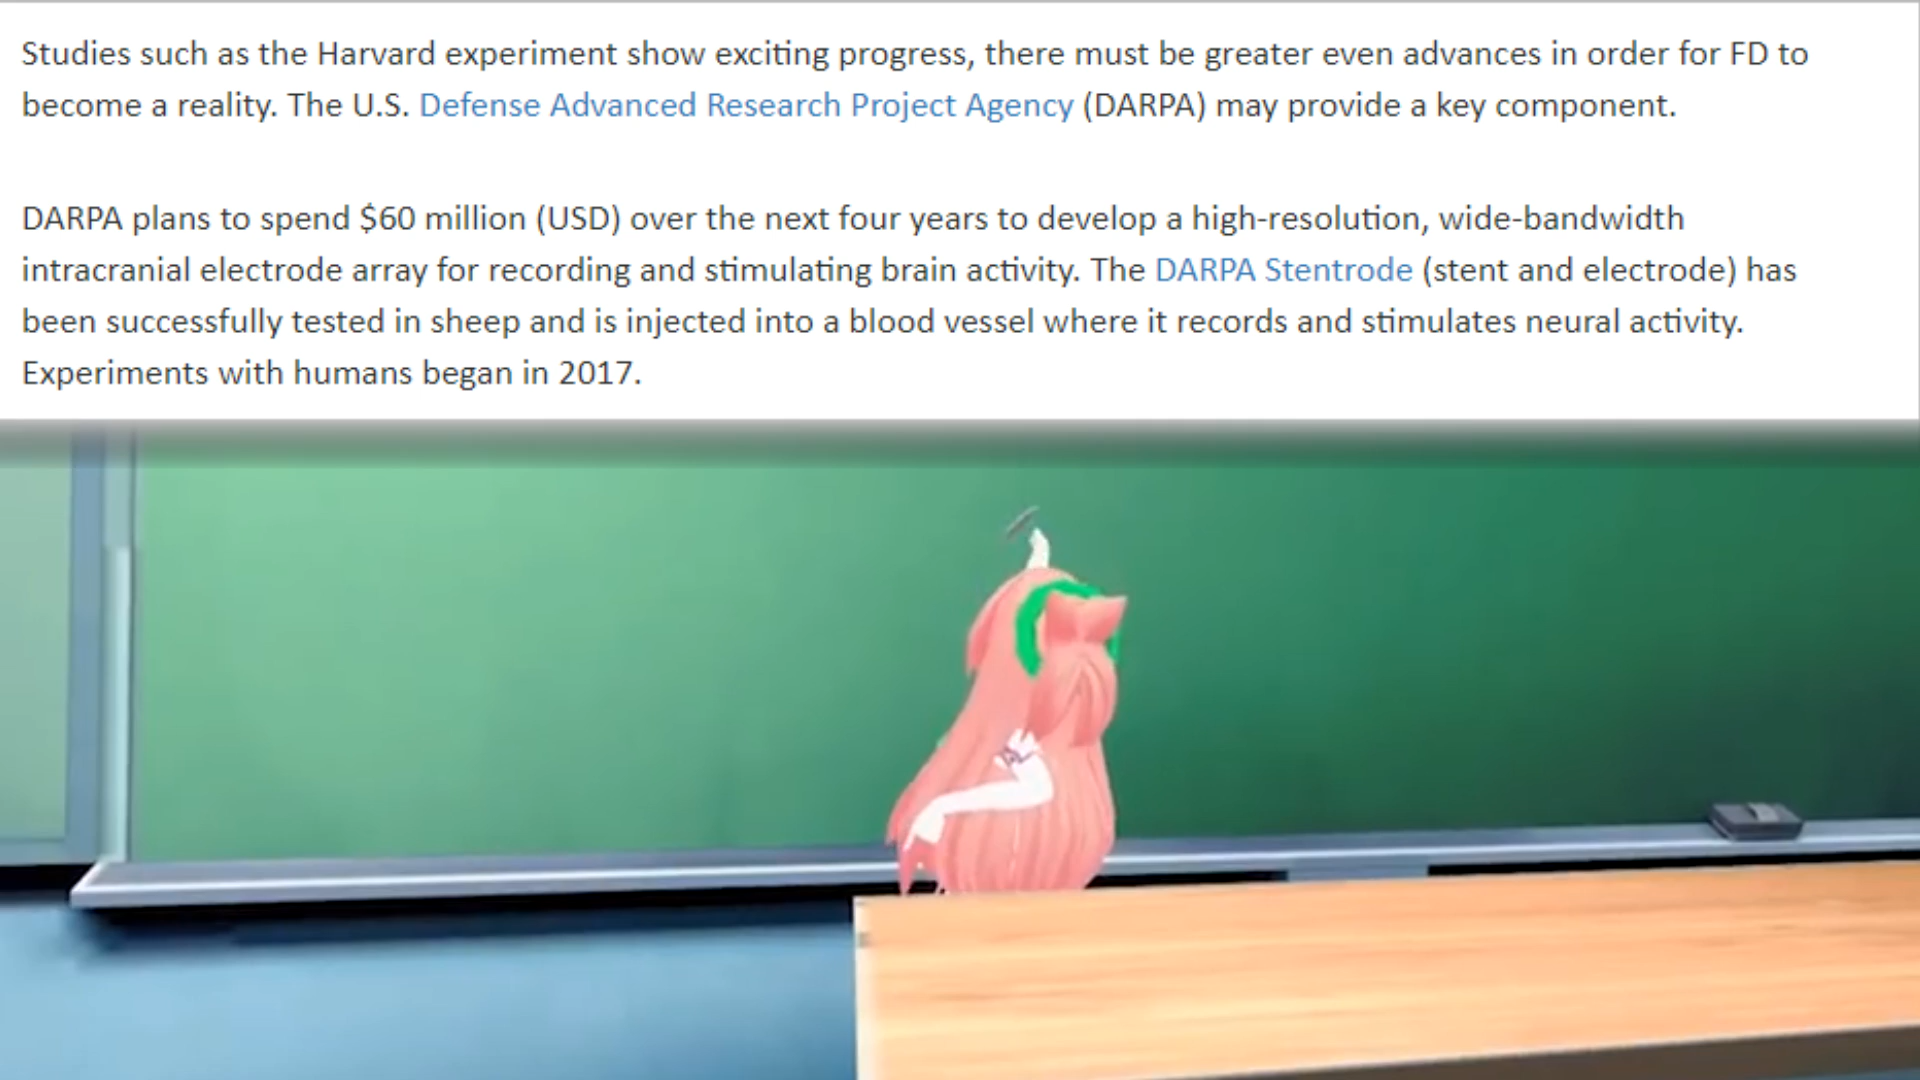 Studies such as the Harvard experiment show exciting progress, there must be greater even advances in order for FD to
become a reality. The U.S. Defense Advanced Research Project Agency (DARPA) may provide a key component.
DARPA plans to spend $60 million (USD) over the next four years to develop a high-resolution, wide-bandwidth
intracranial electrode array for recording and stimulating brain activity. The DARPA Stentrode (stent and electrode) has
been successfully tested in sheep and is injected into a blood vessel where it records and stimulates neural activity.
Experiments with humans began in 2017.